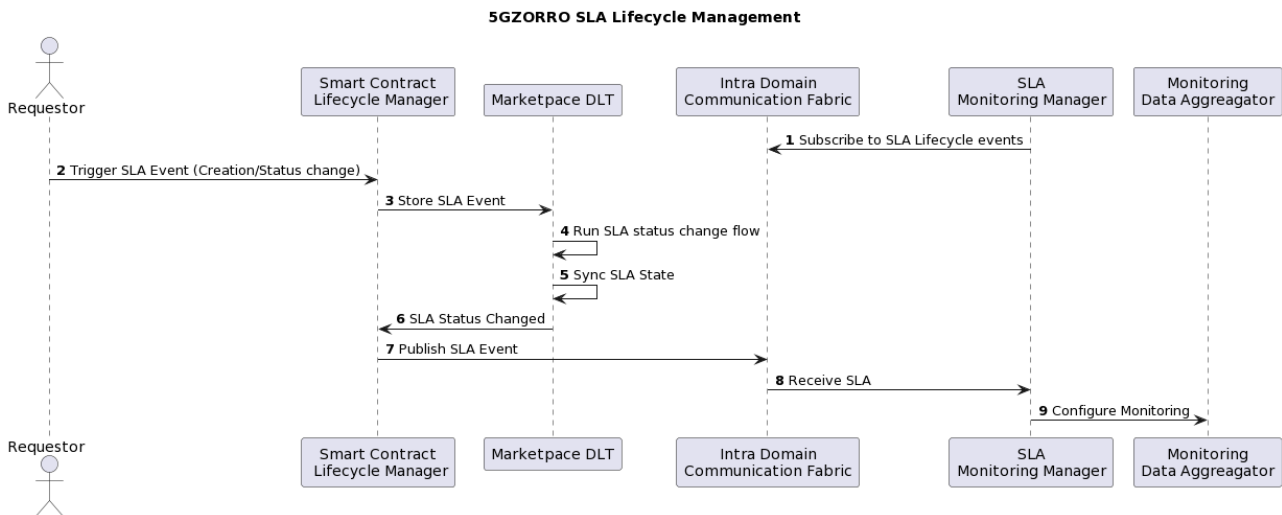 5GZORRO SLA Lifecycle Management
Requestor
Smart Contract
Lifecycle Manager
Marketpace DLT
Intra Domain
Communication Fabric
SLA
Monitoring Manager
Monitoring
Data Aggreagator
1 Subscribe to SLA Lifecycle events
2 Trigger SLA Event (Creation/Status change)
3 Store SLA Event
4 Run SLA status change flow
5 Sync SLA State
6 SLA Status Changed
7 Publish SLA Event
8 Receive SLA
9 Configure Monitoring
Requestor
Smart Contract
Lifecycle Manager
Marketpace DLT
Intra Domain
Communication Fabric
SLA
Monitoring Manager
Monitoring
Data Aggreagator